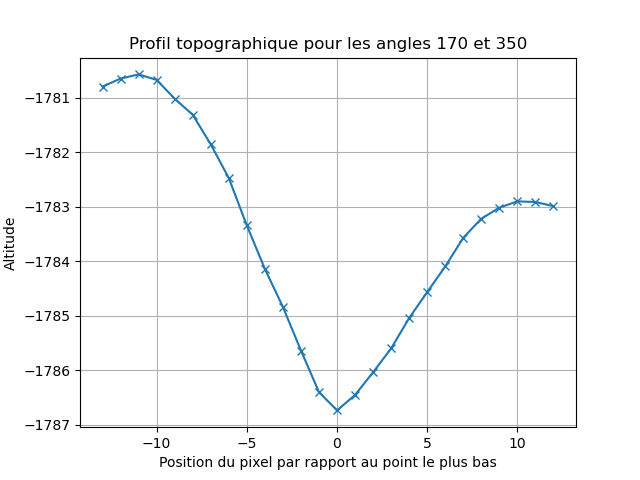 Profil topographique pour les angles 170 et 350
Altitude
−1781
−1782
−1783
−1784
−1785
−1786
−1787
−10 −5 0 5 10
Position du pixel par rapport au point le plus bas